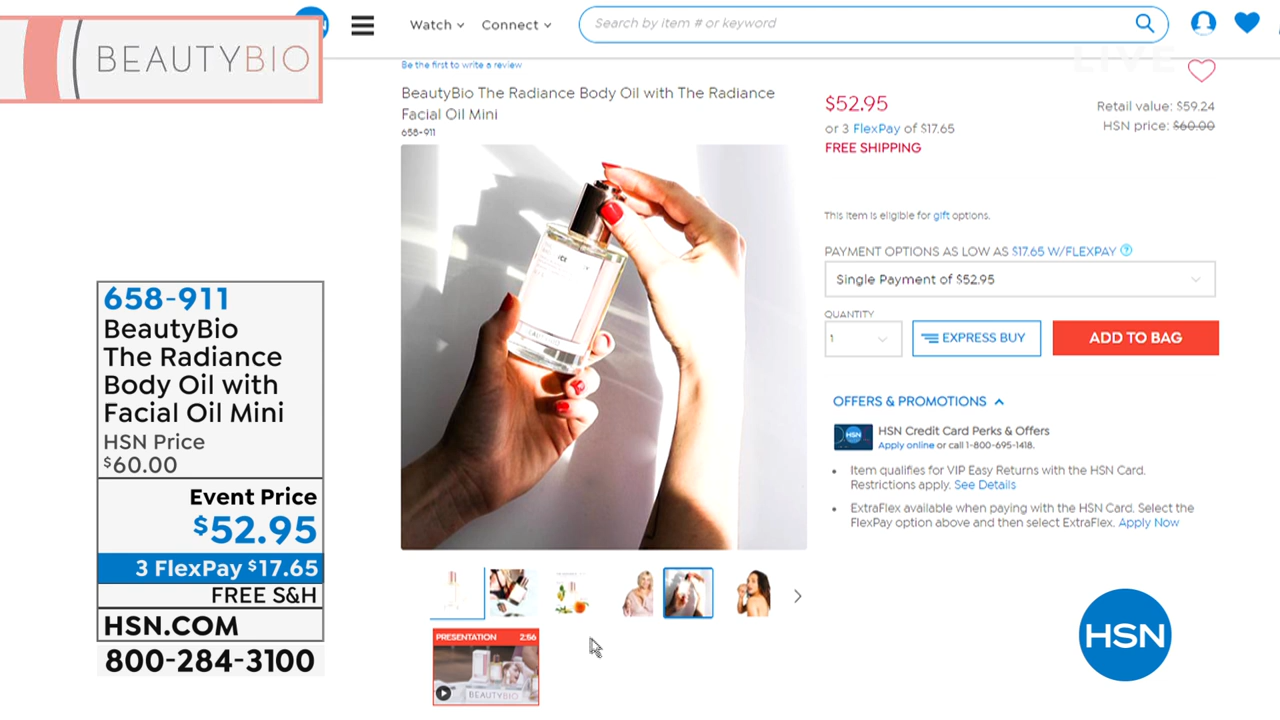 BEAUTYBIO
658-911
BeautyBio
The Radiance
Body Oil with
Facial Oil Mini
HSN Price
$60.00
Event Price
$52.95
3 FlexPay $17.65
FREE S&H
HSN.COM
800-284-3100
Watch
Connect
Search by item # or keyword
LIVE
Be the first to write a review
BeautyBio The Radiance Body Oil with The Radiance
Facial Oil Mini
658-911
$52.95
or 3 FlexPay of $17.65
FREE SHIPPING
Retail value: $59.24
HSN price: $60.00
This item is eligible for gift options.
PAYMENT OPTIONS AS LOW AS $17.65 W/FLEXPAY ?
Single Payment of $52.95
QUANTITY
1
EXPRESS BUY
ADD TO BAG
OFFERS & PROMOTIONS
HSN
HSN Credit Card Perks & Offers
Apply online or call 1-800-695-1418.
• Item qualifies for VIP Easy Returns with the HSN Card.
Restrictions apply. See Details
• ExtraFlex available when paying with the HSN Card. Select the
FlexPay option above and then select ExtraFlex. Apply Now
PRESENTATION 2:56
BEAUTYBIO
HSN